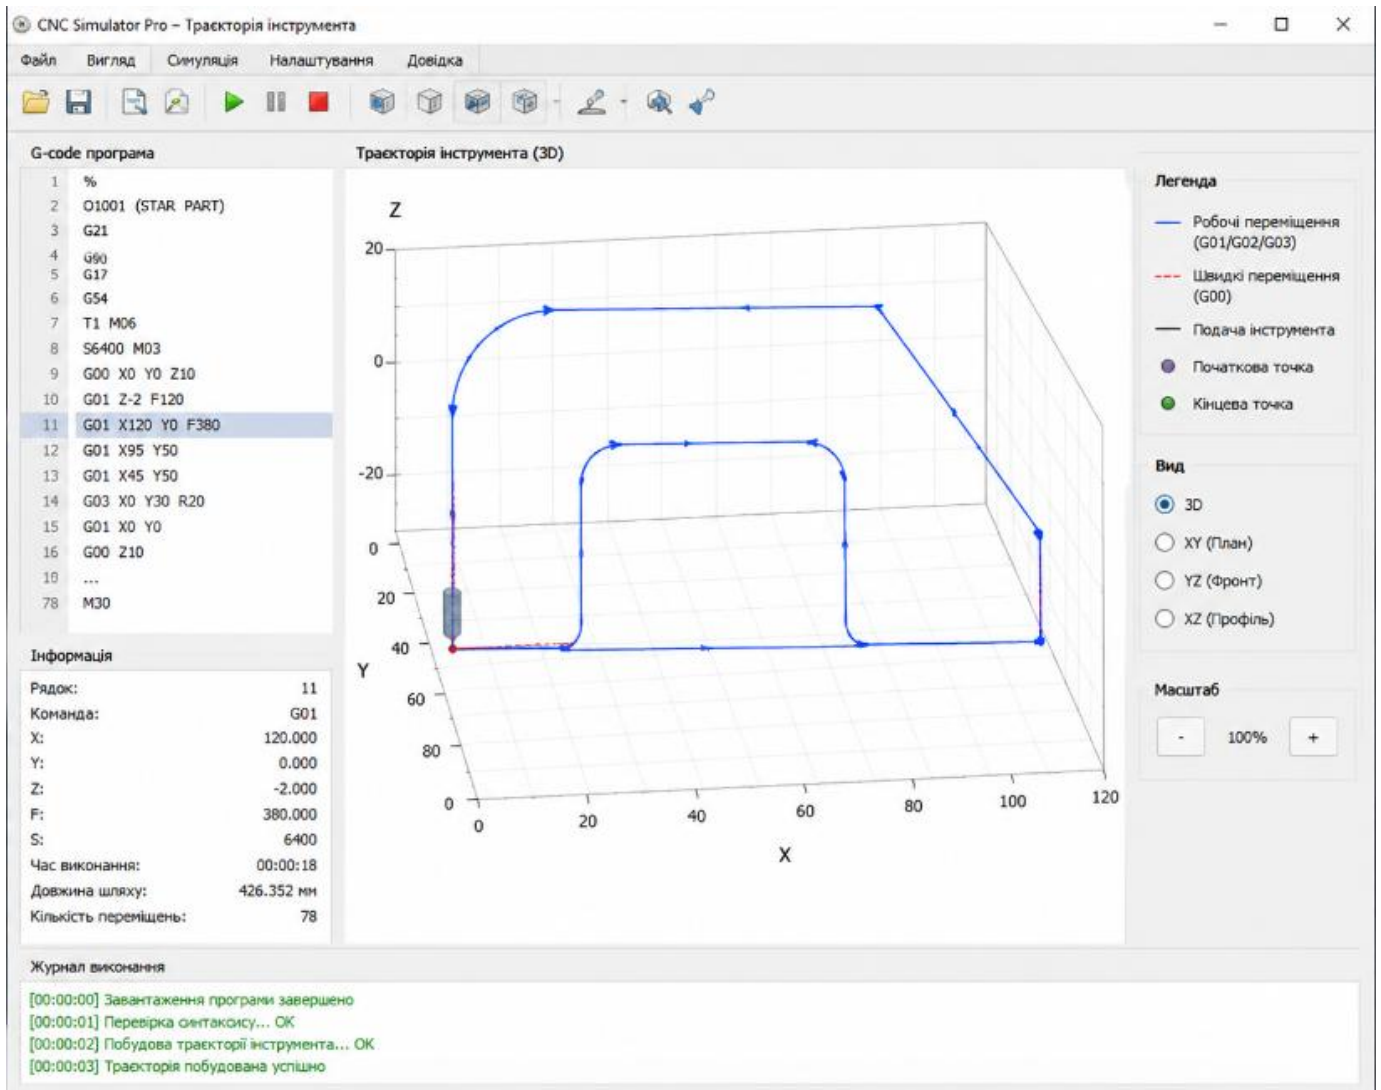 CNC Simulator Pro – Траєкторія інструмента
Файл Вигляд Симуляція Налаштування Довідка
G-code програма
1 %
2 O1001 (STAR PART)
3 G21
4 G90
5 G17
6 G54
7 T1 M06
8 S6400 M03
9 G00 X0 Y0 Z10
10 G01 Z-2 F120
11 G01 X120 Y0 F380
12 G01 X95 Y50
13 G01 X45 Y50
14 G03 X0 Y30 R20
15 G01 X0 Y0
16 G00 Z10
10 ...
78 M30
Інформація
Рядок: 11
Команда: G01
X: 120.000
Y: 0.000
Z: -2.000
F: 380.000
S: 6400
Час виконання: 00:00:18
Довжина шляху: 426.352 мм
Кількість переміщень: 78
Траєкторія інструмента (3D)
Z
20
0
-20
0
20
40
Y
60
80
0
0 20 40 60 80 100 120
X
Легенда
Робочі переміщення
(G01/G02/G03)
Швидкі переміщення
(G00)
Подача інструмента
Початкова точка
Кінцева точка
Вид
3D
XY (План)
YZ (Фронт)
XZ (Профіль)
Масштаб
- 100% +
Журнал виконання
[00:00:00] Завантаження програми завершено
[00:00:01] Перевірка синтаксису... OK
[00:00:02] Побудова траєкторії інструмента... OK
[00:00:03] Траєкторія побудована успішно